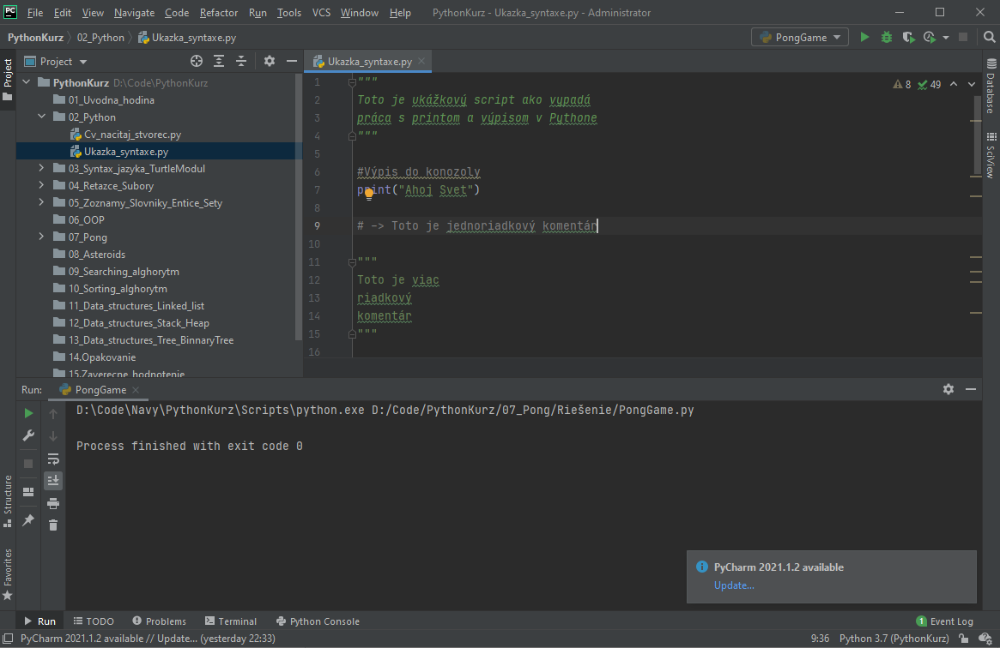 PC File Edit View Navigate Code Refactor Run Tools VCS Window Help PythonKurz - Ukazka_syntaxe.py - Administrator
PythonKurz 02_Python Ukazka_syntaxe.py PongGame
Project
Project
Ukazka_syntaxe.py
PythonKurz D:\Code\PythonKurz
01_Uvodna_hodina
02_Python
Cv_nacitaj_stvorec.py
Ukazka_syntaxe.py
03_Syntax_jazyka_TurtleModul
04_Retazce_Subory
05_Zoznamy_Slovniky_Entice_Sety
06_OOP
07_Pong
08_Asteroids
09_Searching_alghorytm
10_Sorting_alghorytm
11_Data_structures_Linked_list
12_Data_structures_Stack_Heap
13_Data_structures_Tree_BinnaryTree
14.Opakovanie
15.Zaverecne_hodnotenie
8 49
1 """
2 Toto je ukážkový script ako vypadá
3 práca s printom a výpisom v Pythone
4 """
5
6 #Výpis do konozoly
7 print("Ahoj Svet")
8
9 # -> Toto je jednoriadkový komentár
10
11 """
12 Toto je viac
13 riadkový
14 komentár
15 """
16
Database
SciView
Run: PongGame
D:\Code\Navy\PythonKurz\Scripts\python.exe D:/Code/PythonKurz/07_Pong/Riešenie/PongGame.py
Process finished with exit code 0
Structure
Favorites
PyCharm 2021.1.2 available
Update...
Run TODO Problems Terminal Python Console 1 Event Log
PyCharm 2021.1.2 available // Update... (yesterday 22:33) 9:36 Python 3.7 (PythonKurz)